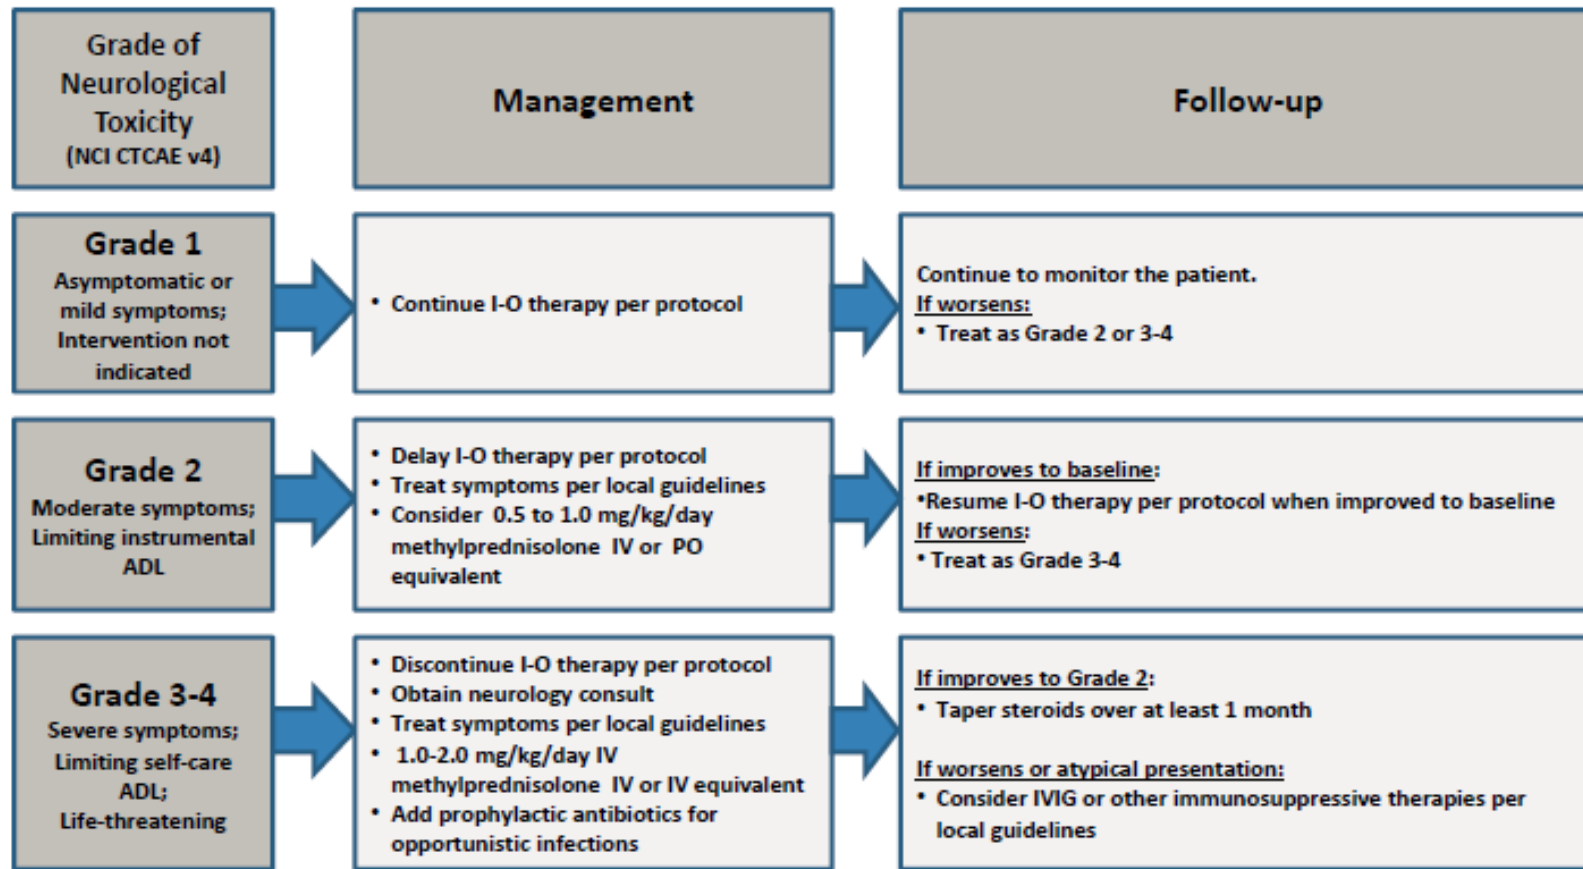 Grade of
Neurological
Toxicity
(NCI CTCAE v4)
Management
Follow-up
Grade 1
Asymptomatic or
mild symptoms;
Intervention not
indicated
• Continue I-O therapy per protocol
Continue to monitor the patient.
If worsens:
• Treat as Grade 2 or 3-4
Grade 2
Moderate symptoms;
Limiting instrumental
ADL
• Delay I-O therapy per protocol
• Treat symptoms per local guidelines
• Consider 0.5 to 1.0 mg/kg/day
methylprednisolone IV or PO
equivalent
If improves to baseline:
•Resume I-O therapy per protocol when improved to baseline
If worsens:
• Treat as Grade 3-4
Grade 3-4
Severe symptoms;
Limiting self-care
ADL;
Life-threatening
• Discontinue I-O therapy per protocol
• Obtain neurology consult
• Treat symptoms per local guidelines
• 1.0-2.0 mg/kg/day IV
methylprednisolone IV or IV equivalent
• Add prophylactic antibiotics for
opportunistic infections
If improves to Grade 2:
• Taper steroids over at least 1 month
If worsens or atypical presentation:
• Consider IVIG or other immunosuppressive therapies per
local guidelines